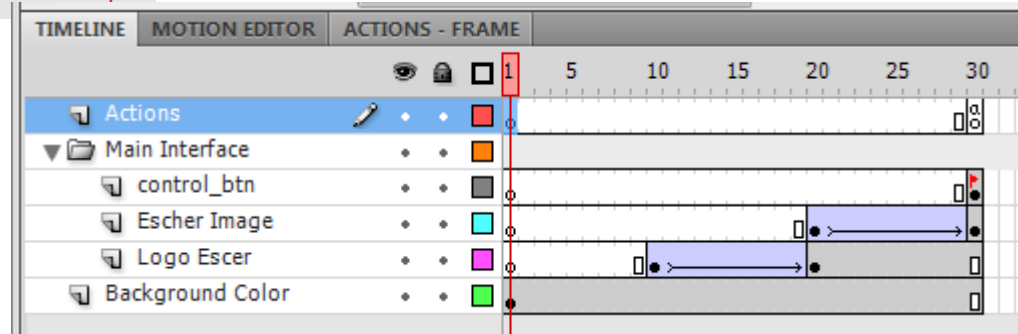 TIMELINE MOTION EDITOR ACTIONS - FRAME
1 5 10 15 20 25 30
Actions
a
Main Interface
control_btn
Escher Image
Logo Escer
Background Color